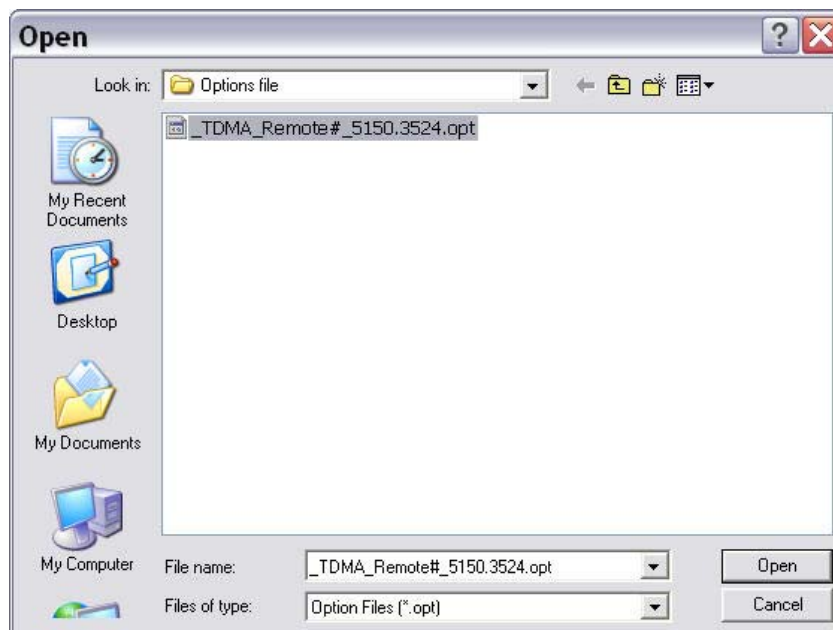 Open
Look in:
Options file
_TDMA_Remote#_5150.3524.opt
My Recent
Documents
Desktop
My Documents
My Computer
File name:
_TDMA_Remote#_5150.3524.opt
Open
Files of type:
Option Files (*.opt)
Cancel